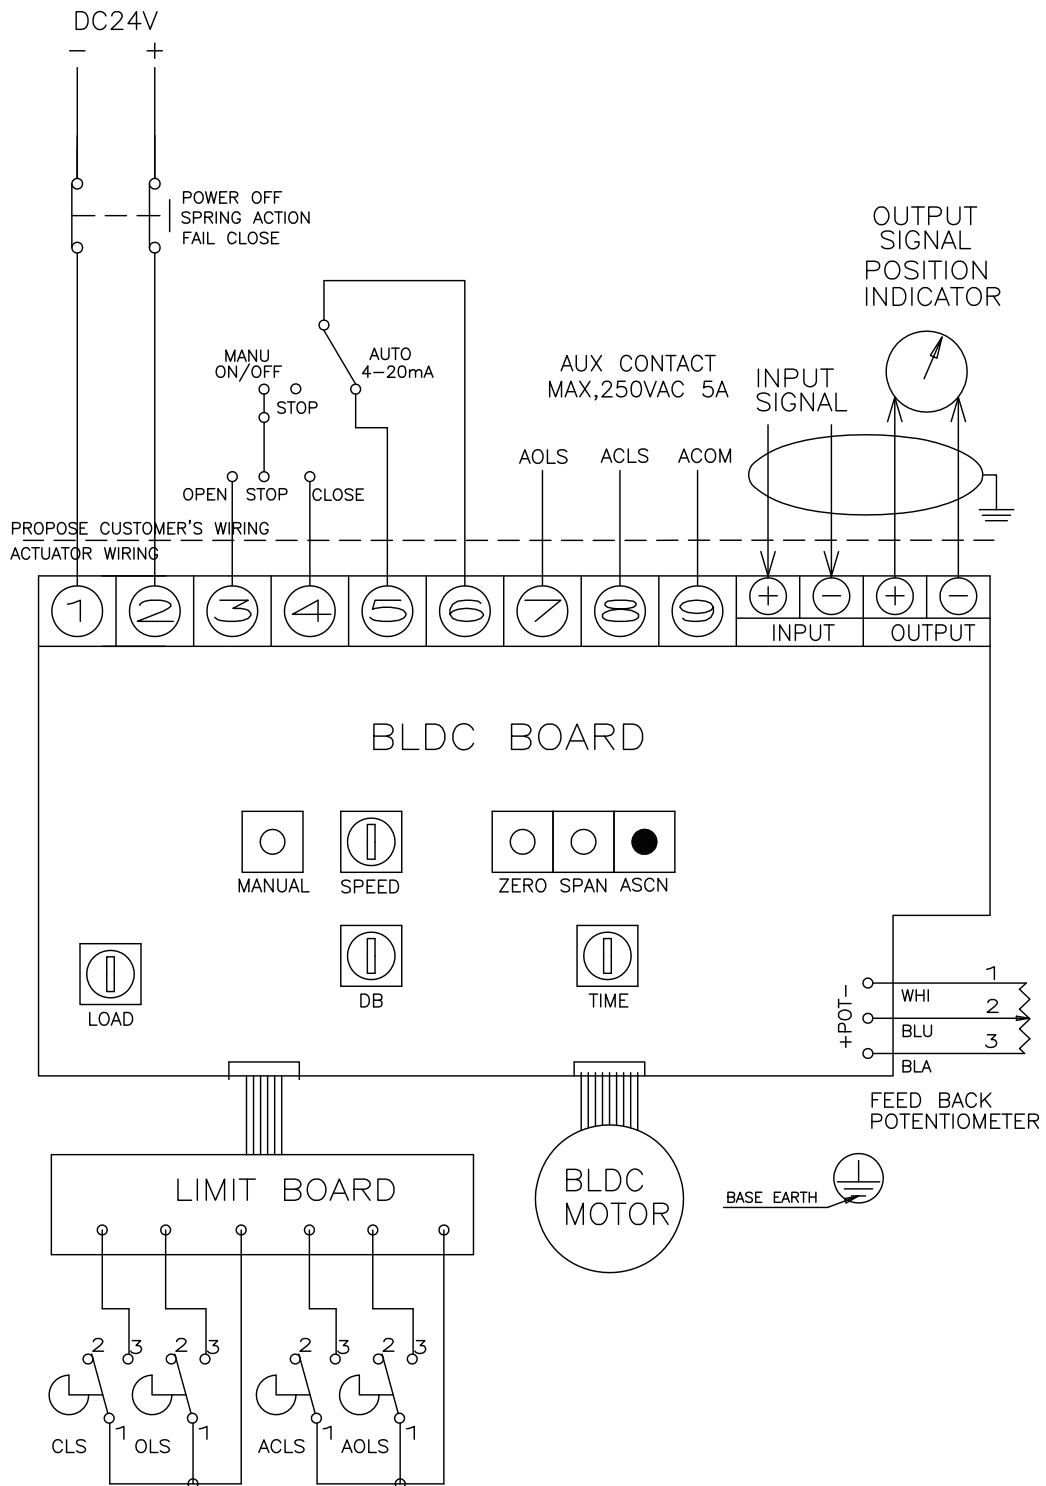 DC24V
− +
POWER OFF
SPRING ACTION
FAIL CLOSE
OUTPUT
SIGNAL
POSITION
INDICATOR
MANU
ON/OFF
STOP
AUTO
4−20mA
AUX CONTACT
MAX,250VAC 5A
INPUT
SIGNAL
OPEN STOP CLOSE
AOLS ACLS ACOM
PROPOSE CUSTOMER'S WIRING
ACTUATOR WIRING
1 2 3 4 5 6 7 8 9 + − + −
INPUT OUTPUT
BLDC BOARD
MANUAL SPEED ZERO SPAN ASCN
LOAD DB TIME
+POT−
1
WHI
2
BLU
3
BLA
FEED BACK
POTENTIOMETER
LIMIT BOARD
BLDC
MOTOR
BASE EARTH
2 3 2 3 2 3 2 3
1 1 1 1
CLS OLS ACLS AOLS